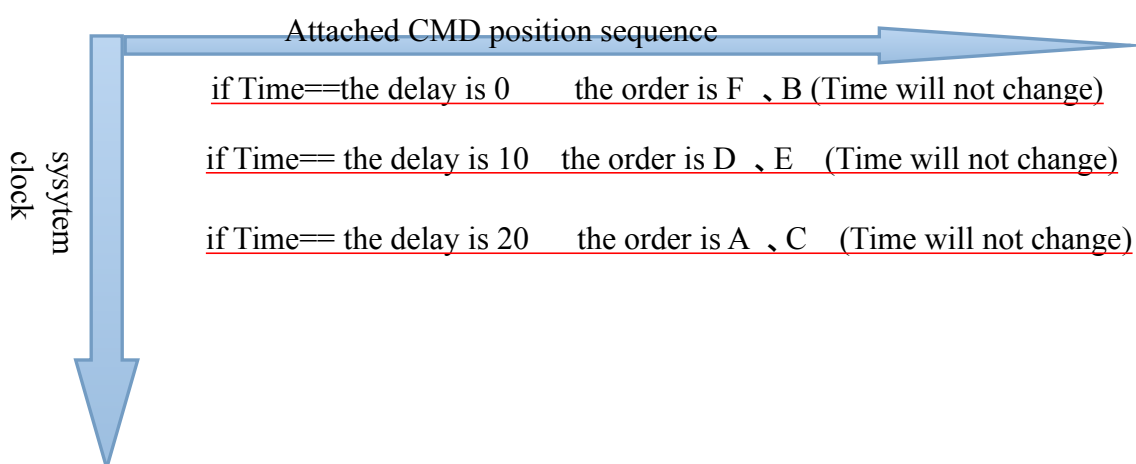 Attached CMD position sequence
if Time==the delay is 0 the order is F 、B (Time will not change)
if Time== the delay is 10 the order is D 、E (Time will not change)
if Time== the delay is 20 the order is A 、C (Time will not change)
sysytem
clock